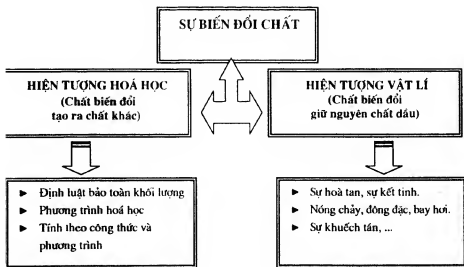 SỰ BIẾN ĐỔI CHẤT
HIỆN TƯỢNG HOÁ HỌC
(Chất biến đổi
tạo ra chất khác)
HIỆN TƯỢNG VẬT LÍ
(Chất biến đổi
giữ nguyên chất đầu)
► Định luật bảo toàn khối lượng
► Phương trình hoá học
► Tính theo công thức và
phương trình
► Sự hoà tan, sự kết tinh.
► Nóng chảy, đông đặc, bay hơi.
► Sự khuếch tán, ...